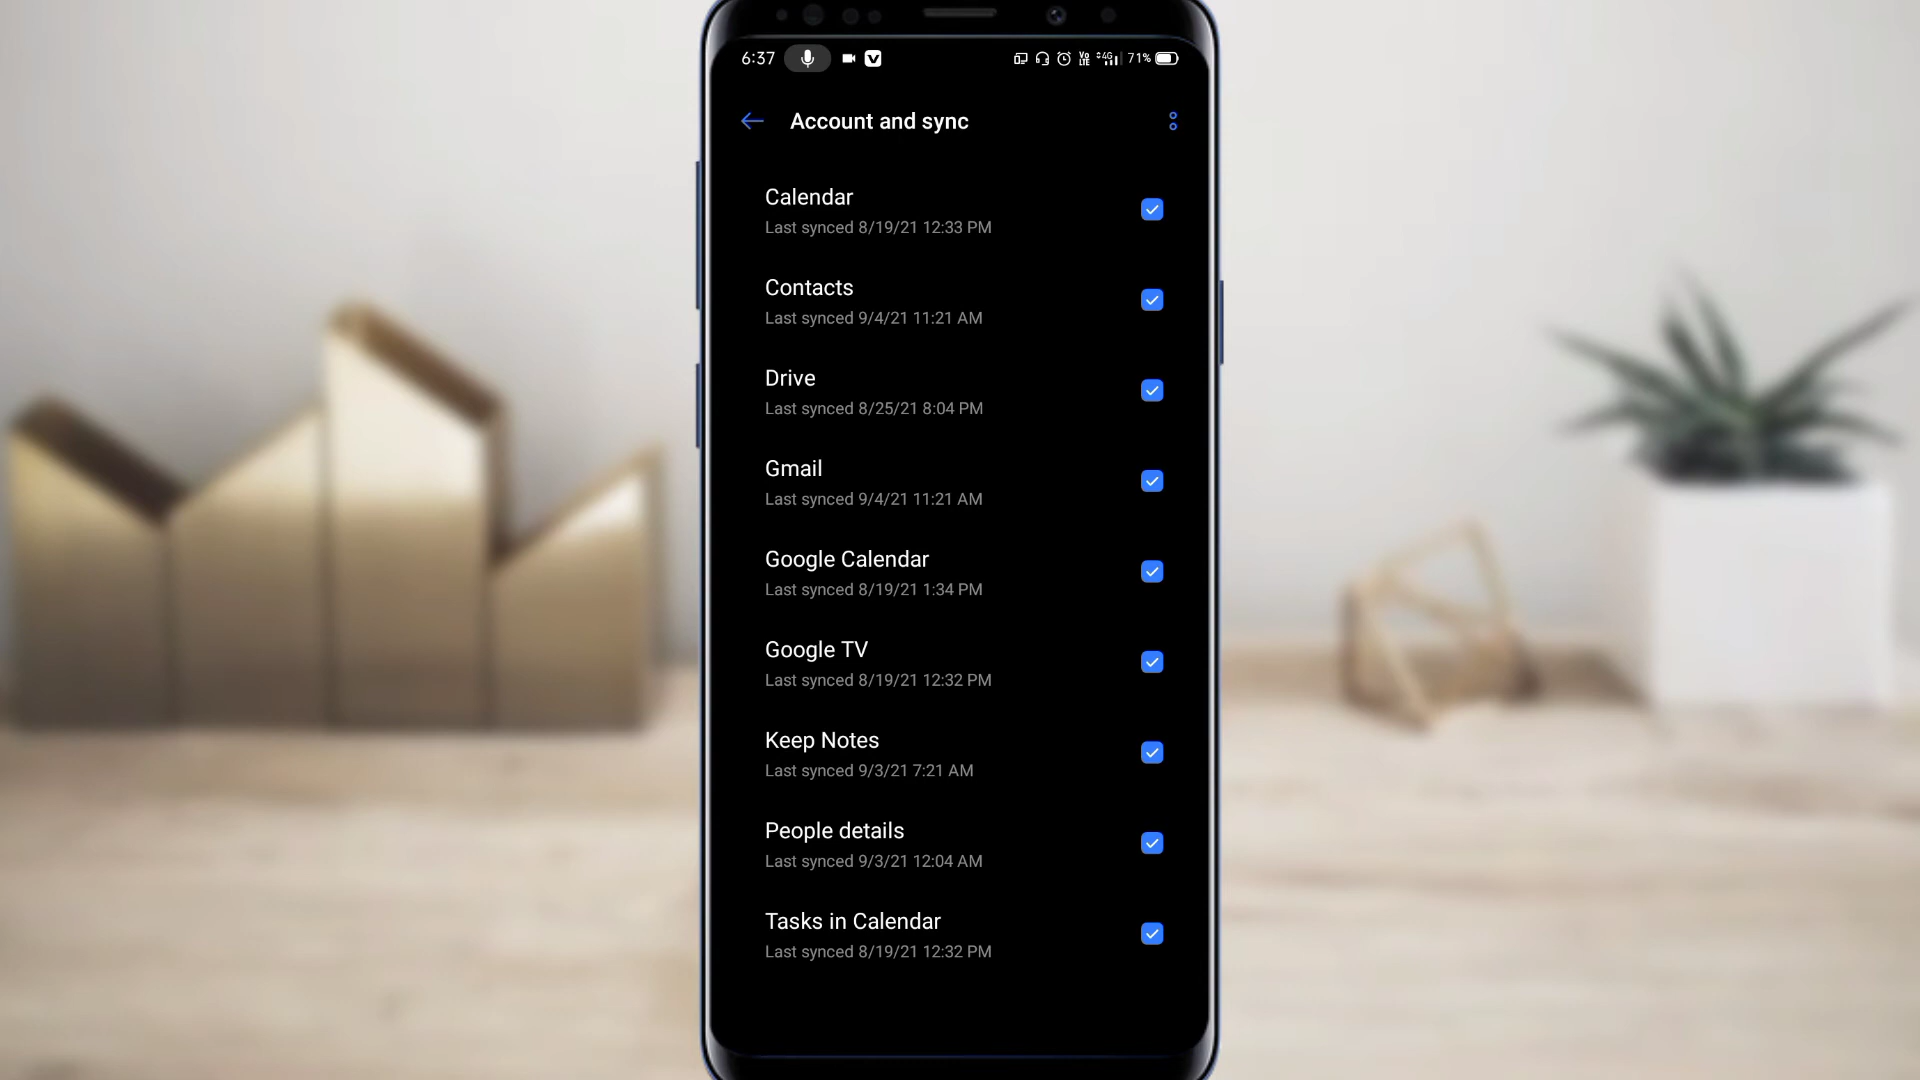 6:37
VO LTE 4G 71%
Account and sync
Calendar
Last synced 8/19/21 12:33 PM
Contacts
Last synced 9/4/21 11:21 AM
Drive
Last synced 8/25/21 8:04 PM
Gmail
Last synced 9/4/21 11:21 AM
Google Calendar
Last synced 8/19/21 1:34 PM
Google TV
Last synced 8/19/21 12:32 PM
Keep Notes
Last synced 9/3/21 7:21 AM
People details
Last synced 9/3/21 12:04 AM
Tasks in Calendar
Last synced 8/19/21 12:32 PM